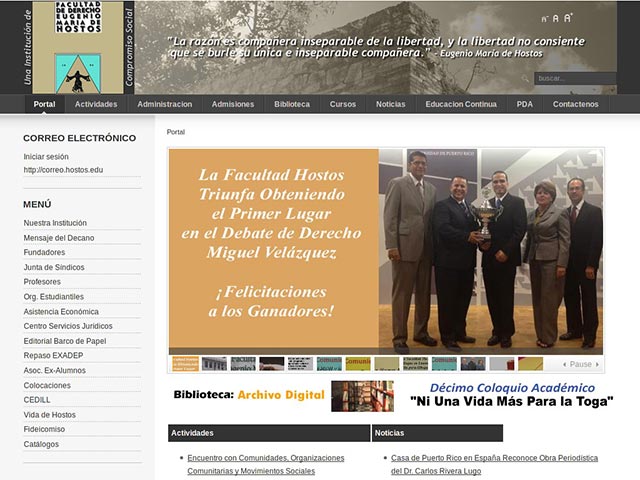 Una Institución de
FACULTAD
DE DERECHO
EUGENIO
MARIA DE
HOSTOS
Compromiso Social
"La razón es compañera inseparable de la libertad, y la libertad no consiente
que se burle su única e inseparable compañera." - Eugenio María de Hostos
A- A A+
buscar...
Portal Actividades Administracion Admisiones Biblioteca Cursos Noticias Educacion Continua PDA Contactenos
CORREO ELECTRÓNICO
Iniciar sesión
http://correo.hostos.edu
MENÚ
Nuestra Institución
Mensaje del Decano
Fundadores
Junta de Síndicos
Profesores
Org. Estudiantiles
Asistencia Económica
Centro Servicios Juridicos
Editorial Barco de Papel
Repaso EXADEP
Asoc. Ex-Alumnos
Colocaciones
CEDILL
Vida de Hostos
Fideicomiso
Catálogos
Portal
La Facultad Hostos
Triunfa Obteniendo
el Primer Lugar
en el Debate de Derecho
Miguel Velázquez
¡Felicitaciones
a los Ganadores!
DE PUERTO RICO
Pause
Biblioteca: Archivo Digital
Décimo Coloquio Académico
"Ni Una Vida Más Para la Toga"
Actividades
Encuentro con Comunidades, Organizaciones
Comunitarias y Movimientos Sociales
Noticias
Casa de Puerto Rico en España Reconoce Obra Periodistica
del Dr. Carlos Rivera Lugo